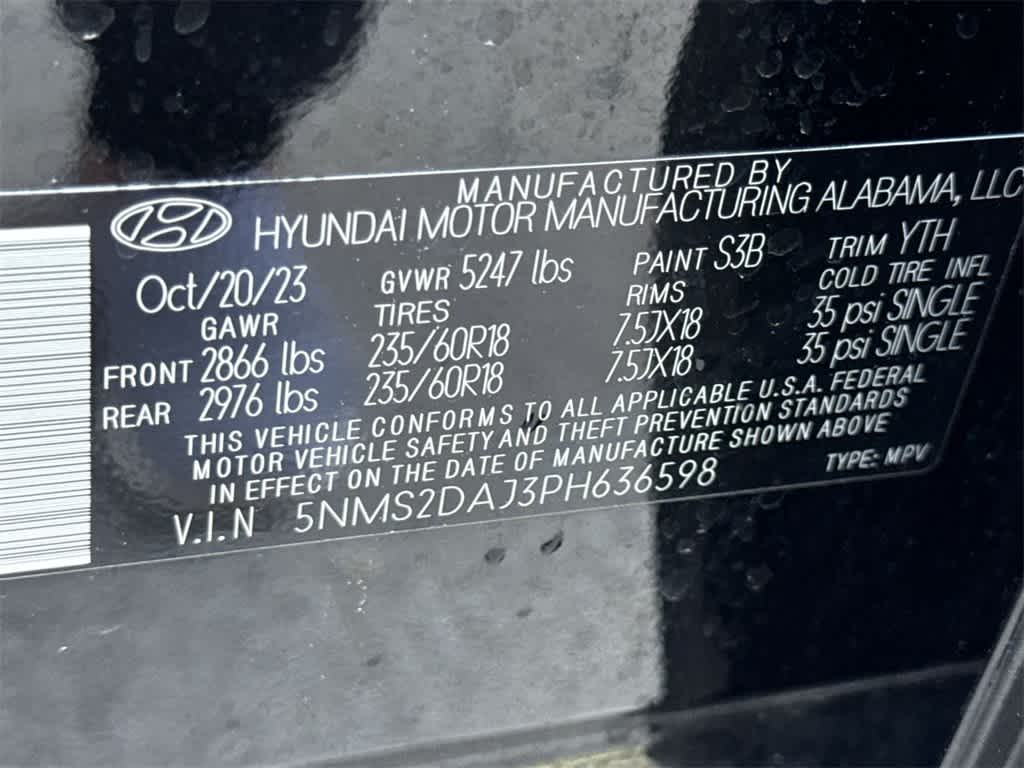 MANUFACTURED BY
HYUNDAI MOTOR MANUFACTURING ALABAMA, LLC
Oct/20/23 GVWR 5247 lbs PAINT S3B TRIM YTH
GAWR TIRES RIMS COLD TIRE INFL
FRONT 2866 lbs 235/60R18 7.5JX18 35 psi SINGLE
REAR 2976 lbs 235/60R18 7.5JX18 35 psi SINGLE
THIS VEHICLE CONFORMS TO ALL APPLICABLE U.S.A. FEDERAL
MOTOR VEHICLE SAFETY AND THEFT PREVENTION STANDARDS
IN EFFECT ON THE DATE OF MANUFACTURE SHOWN ABOVE
V.I.N 5NMS2DAJ3PH636598 TYPE: MPV